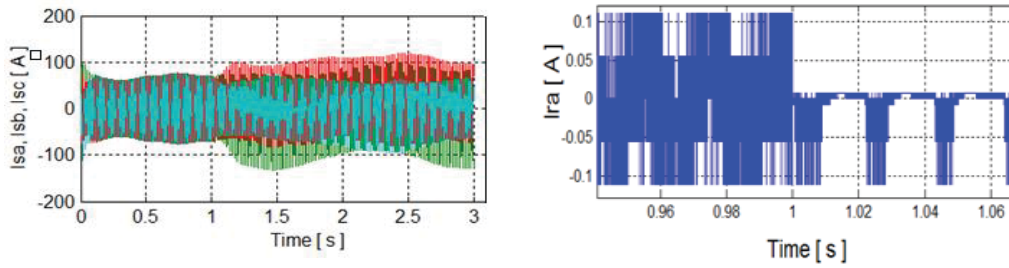 200
100
0
-100
-200
Isa, Isb, Isc [ A ]
0 0.5 1 1.5 2 2.5 3
Time [ s ]
0.1
0.05
0
-0.05
-0.1
Ira [ A ]
0.96 0.98 1 1.02 1.04 1.06
Time [ s ]